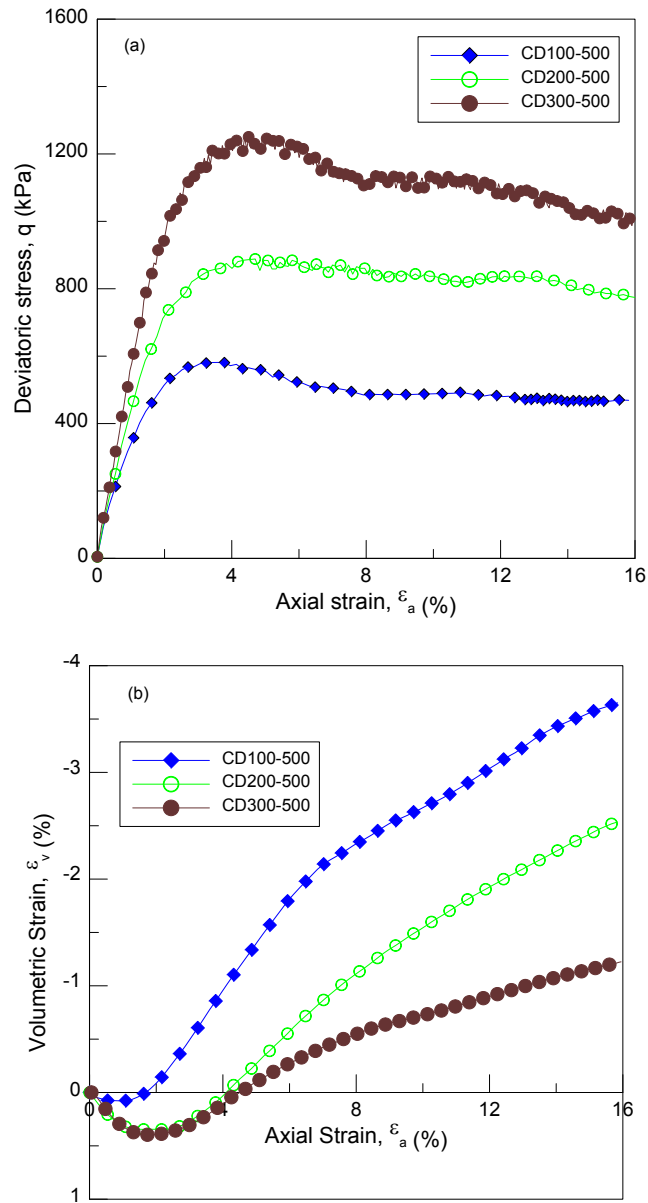 1600
(a)
CD100-500
CD200-500
CD300-500
1200
800
400
0
Deviatoric stress, q (kPa)
0 4 8 12 16
Axial strain, εa (%)
-4
(b)
CD100-500
CD200-500
CD300-500
-3
-2
-1
0
1
Volumetric Strain, εv (%)
0 4 8 12 16
Axial Strain, εa (%)